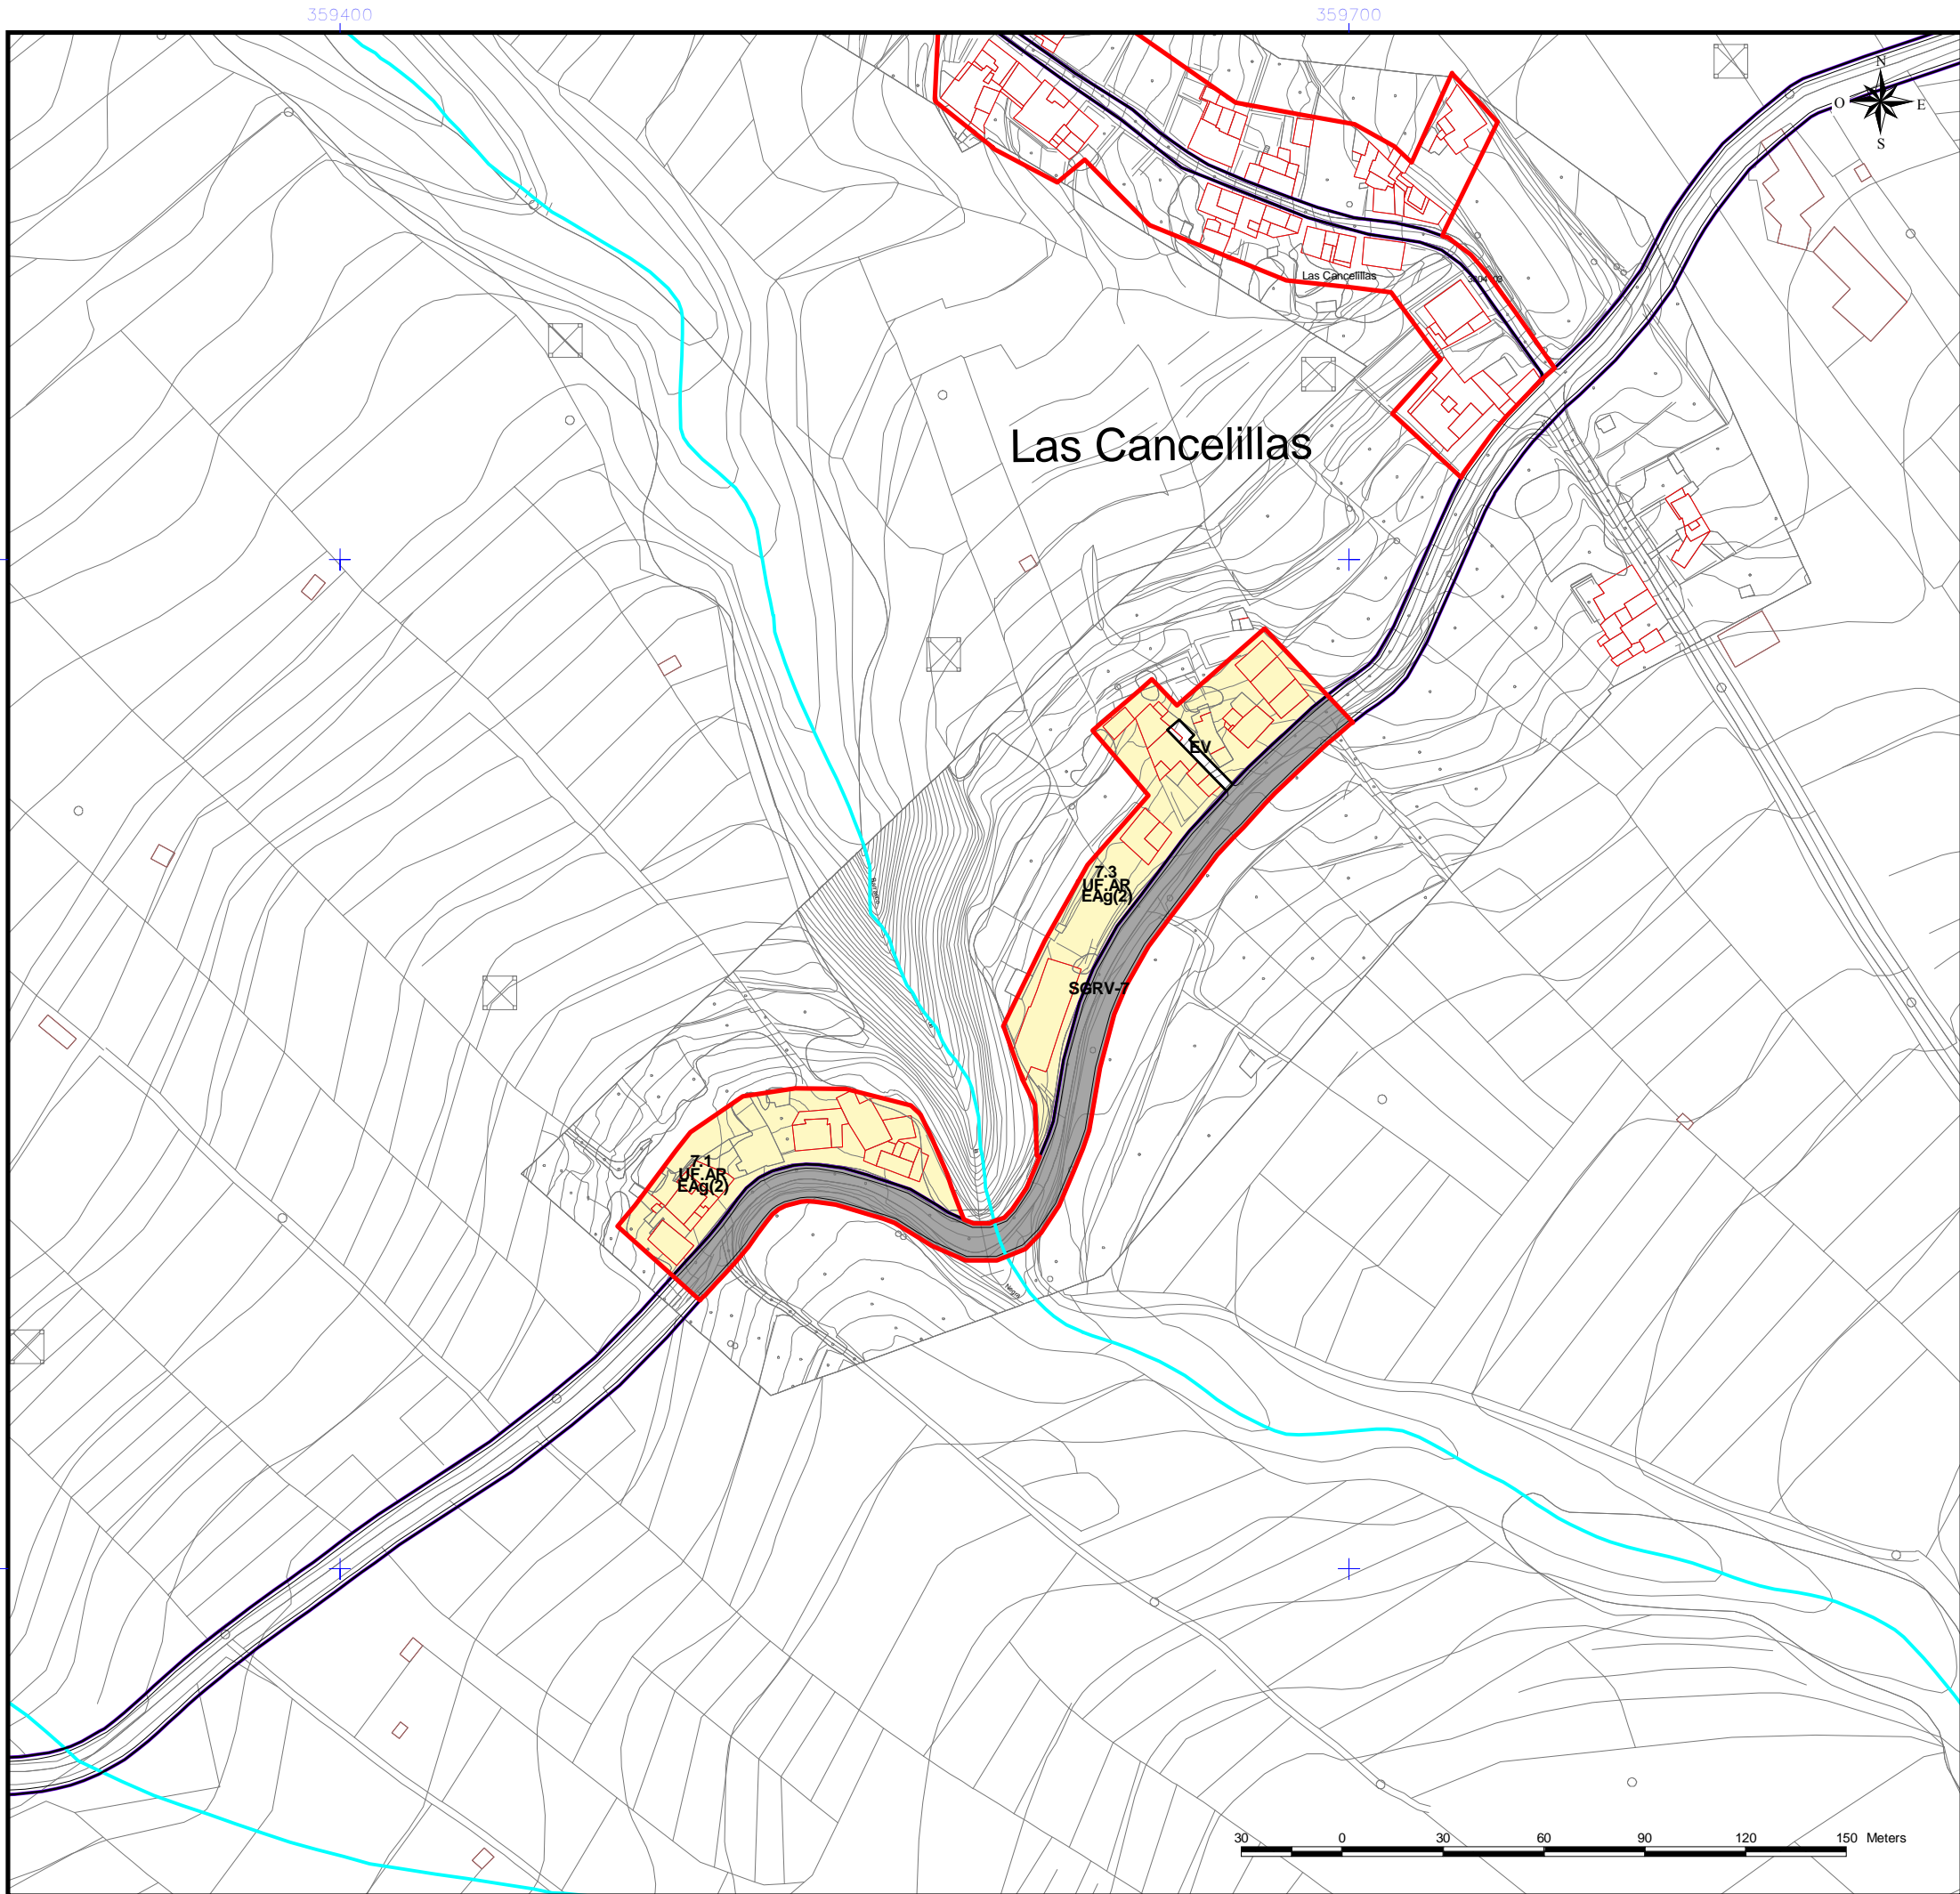 359400
359700
N
O
E
S
Las Cancelillas
Las Cancelillas
EV
7.3
UF.AR
EAg(2)
SGRV-7
7.1
UF.AR
EAg(2)
30 0 30 60 90 120 150 Meters